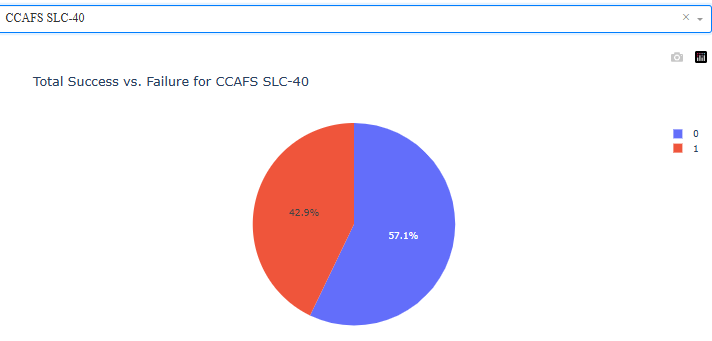 CCAFS SLC-40
Total Success vs. Failure for CCAFS SLC-40
0
1
42.9%
57.1%